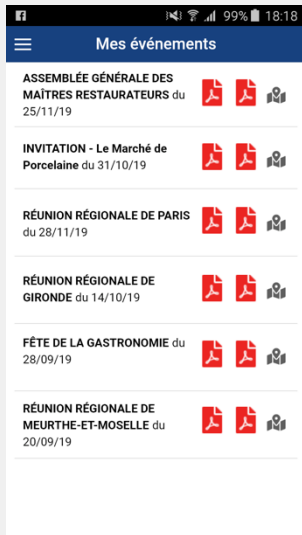 99% 18:18
Mes événements
ASSEMBLÉE GÉNÉRALE DES
MAÎTRES RESTAURATEURS du
25/11/19
INVITATION - Le Marché de
Porcelaine du 31/10/19
RÉUNION RÉGIONALE DE PARIS
du 28/11/19
RÉUNION RÉGIONALE DE
GIRONDE du 14/10/19
FÊTE DE LA GASTRONOMIE du
28/09/19
RÉUNION RÉGIONALE DE
MEURTHE-ET-MOSELLE du
20/09/19